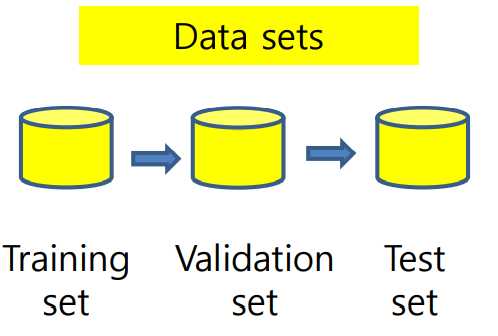 Data sets
Training Validation Test
set set set